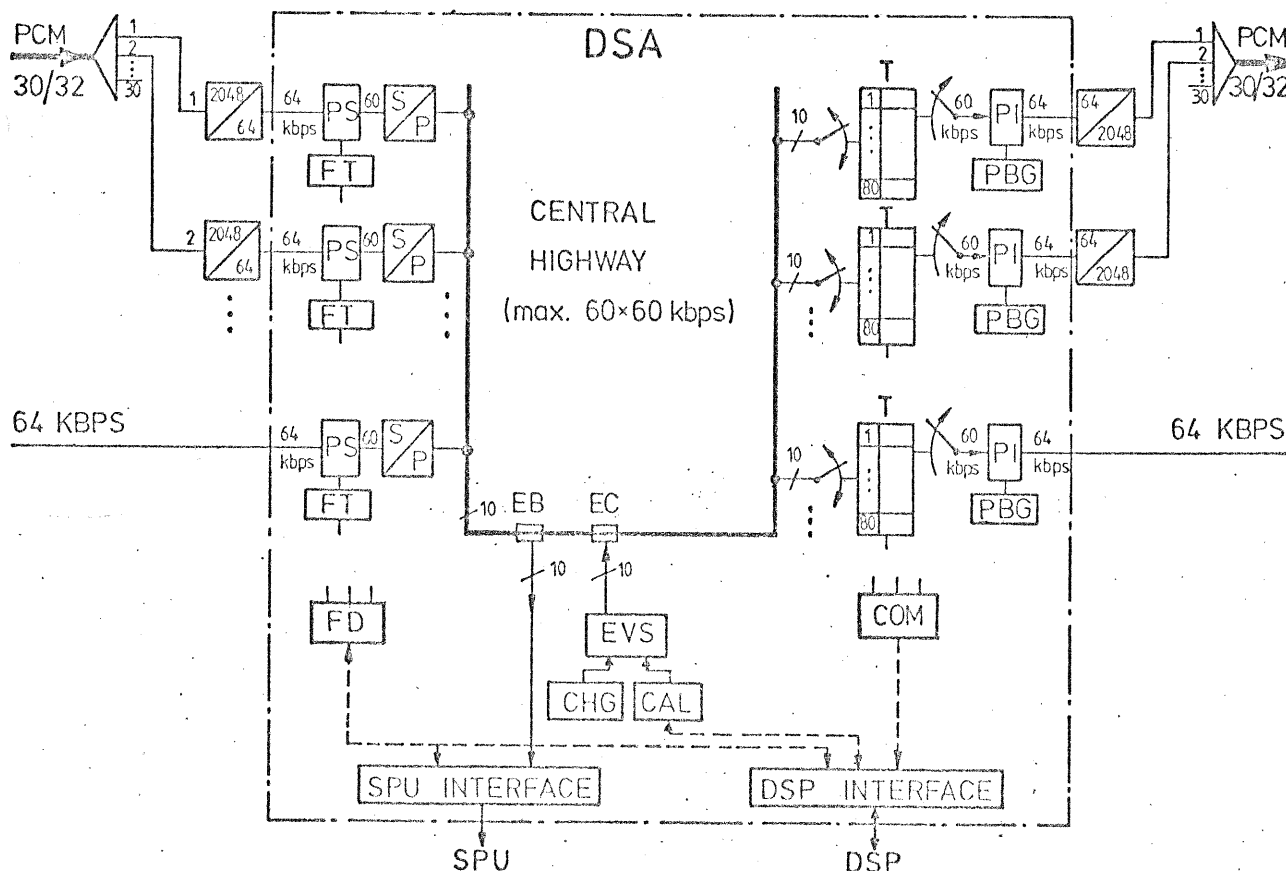 DSA
PCM
30/32
1
2
30
1
2048
64
64
kbps
PS
60
S
P
FT
2
2048
64
64
kbps
PS
60
S
P
FT
64 KBPS
64
kbps
PS
60
S
P
FT
CENTRAL
HIGHWAY
(max. 60×60 kbps)
T
10
1
80
60
kbps
PI
64
kbps
PBG
64
2048
1
2
30
PCM
30/32
T
10
1
80
60
kbps
PI
64
kbps
PBG
64
2048
T
10
1
80
60
kbps
PI
64
kbps
PBG
64 KBPS
10
EB
EC
10
10
FD
EVS
COM
CHG
CAL
SPU INTERFACE
DSP INTERFACE
SPU
DSP